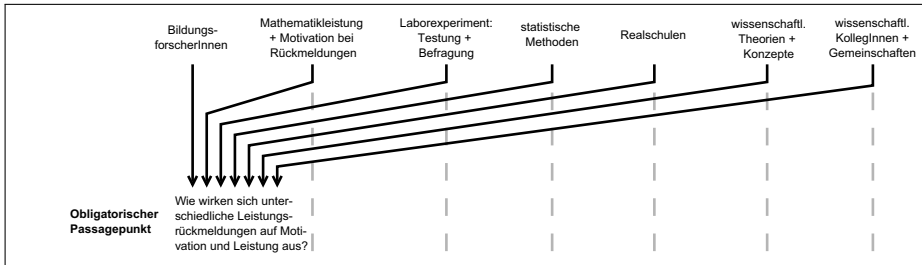 Bildungs-
forscherInnen
Mathematikleistung
+ Motivation bei
Rückmeldungen
Laborexperiment:
Testung +
Befragung
statistische
Methoden
Realschulen
wissenschaftl.
Theorien +
Konzepte
wissenschaftl.
KollegInnen +
Gemeinschaften
Obligatorischer
Passagepunkt
Wie wirken sich unter-
schiedliche Leistungs-
rückmeldungen auf Moti-
vation und Leistung aus?